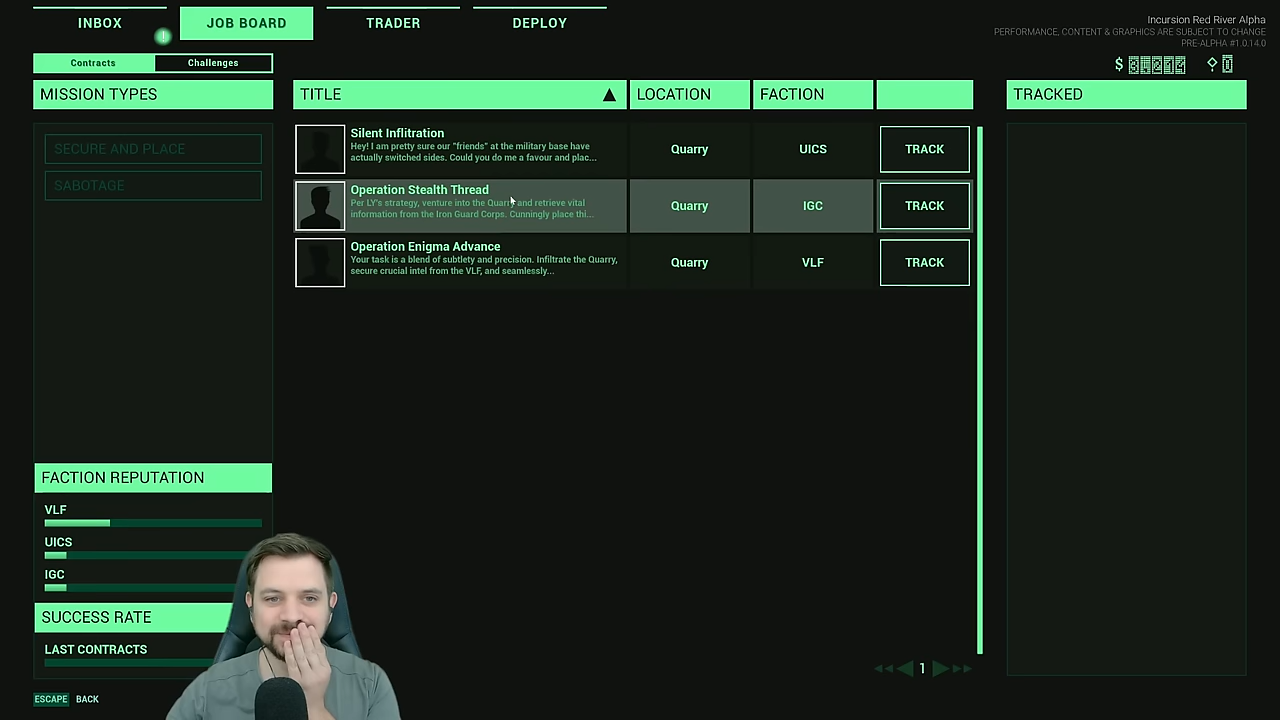 INBOX
JOB BOARD
TRADER
DEPLOY
Incursion Red River Alpha
PERFORMANCE, CONTENT & GRAPHICS ARE SUBJECT TO CHANGE
PRE-ALPHA #1.0.14.0
Contracts
Challenges
$
MISSION TYPES
TITLE
LOCATION
FACTION
TRACKED
SECURE AND PLACE
SABOTAGE
Silent Inflitration
Hey! I am pretty sure our "friends" at the military base have
actually switched sides. Could you do me a favour and plac...
Quarry
UICS
TRACK
Operation Stealth Thread
Per LY's strategy, venture into the Quarry and retrieve vital
information from the Iron Guard Corps. Cunningly place thi...
Quarry
IGC
TRACK
Operation Enigma Advance
Your task is a blend of subtlety and precision. Infiltrate the Quarry,
secure crucial intel from the VLF, and seamlessly...
Quarry
VLF
TRACK
FACTION REPUTATION
VLF
UICS
IGC
SUCCESS RATE
LAST CONTRACTS
1
ESCAPE BACK